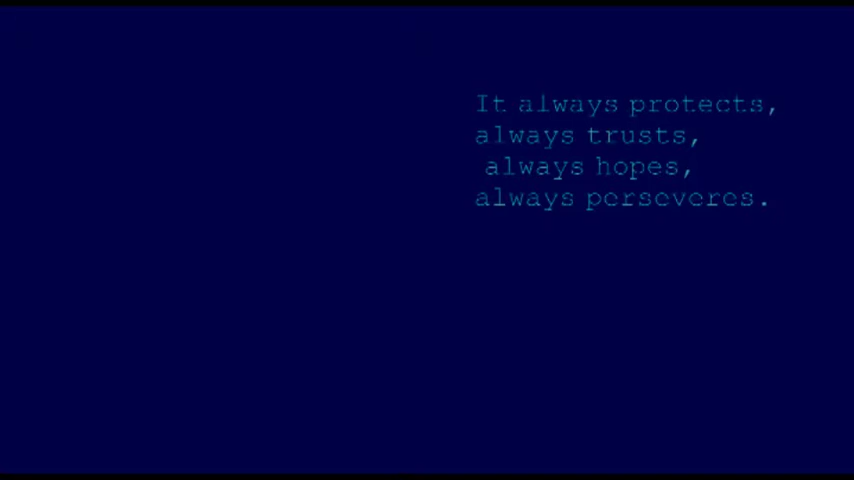 It always protects,
always trusts,
always hopes,
always perseveres.